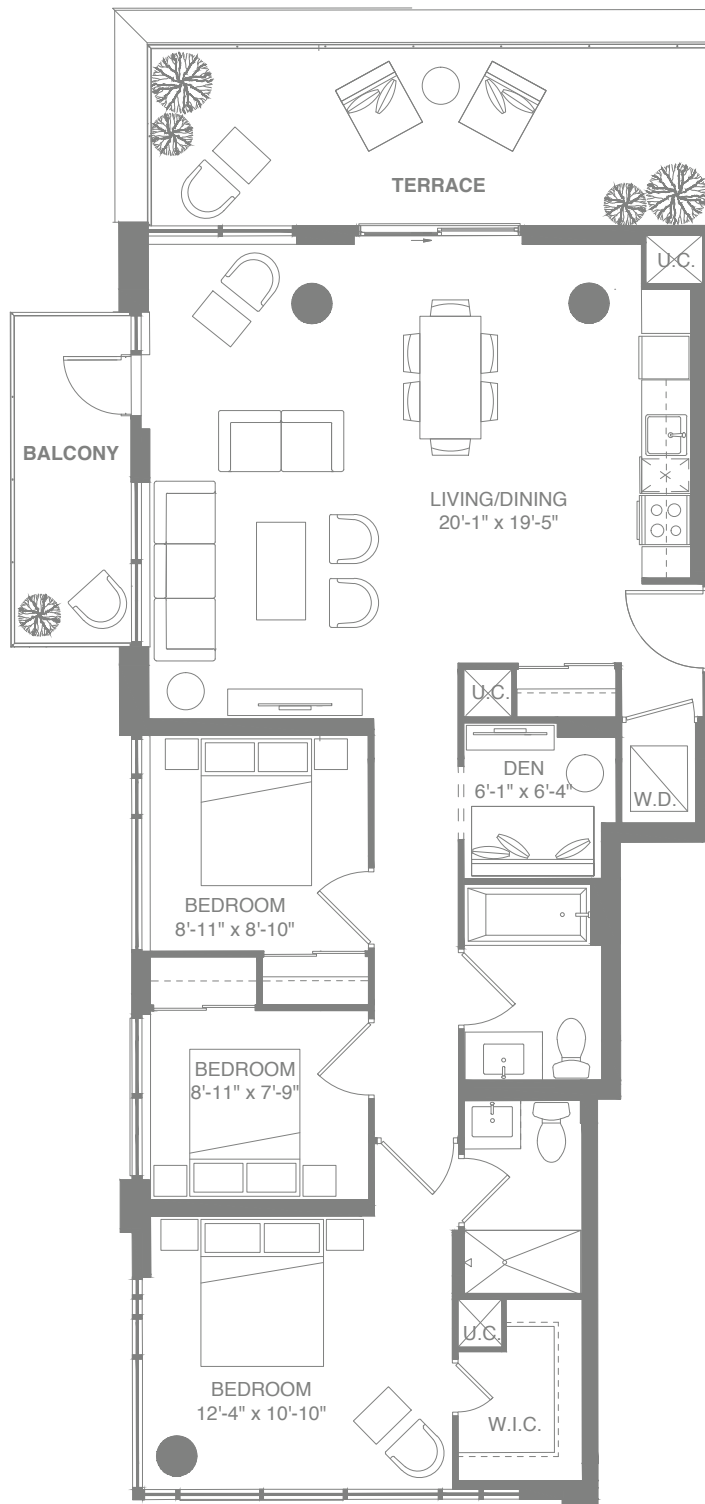 TERRACE
U.C.
BALCONY
LIVING/DINING
20'-1" x 19'-5"
U.C.
DEN
6'-1" x 6'-4"
W.D.
BEDROOM
8'-11" x 8'-10"
BEDROOM
8'-11" x 7'-9"
U.C.
BEDROOM
12'-4" x 10'-10"
W.I.C.